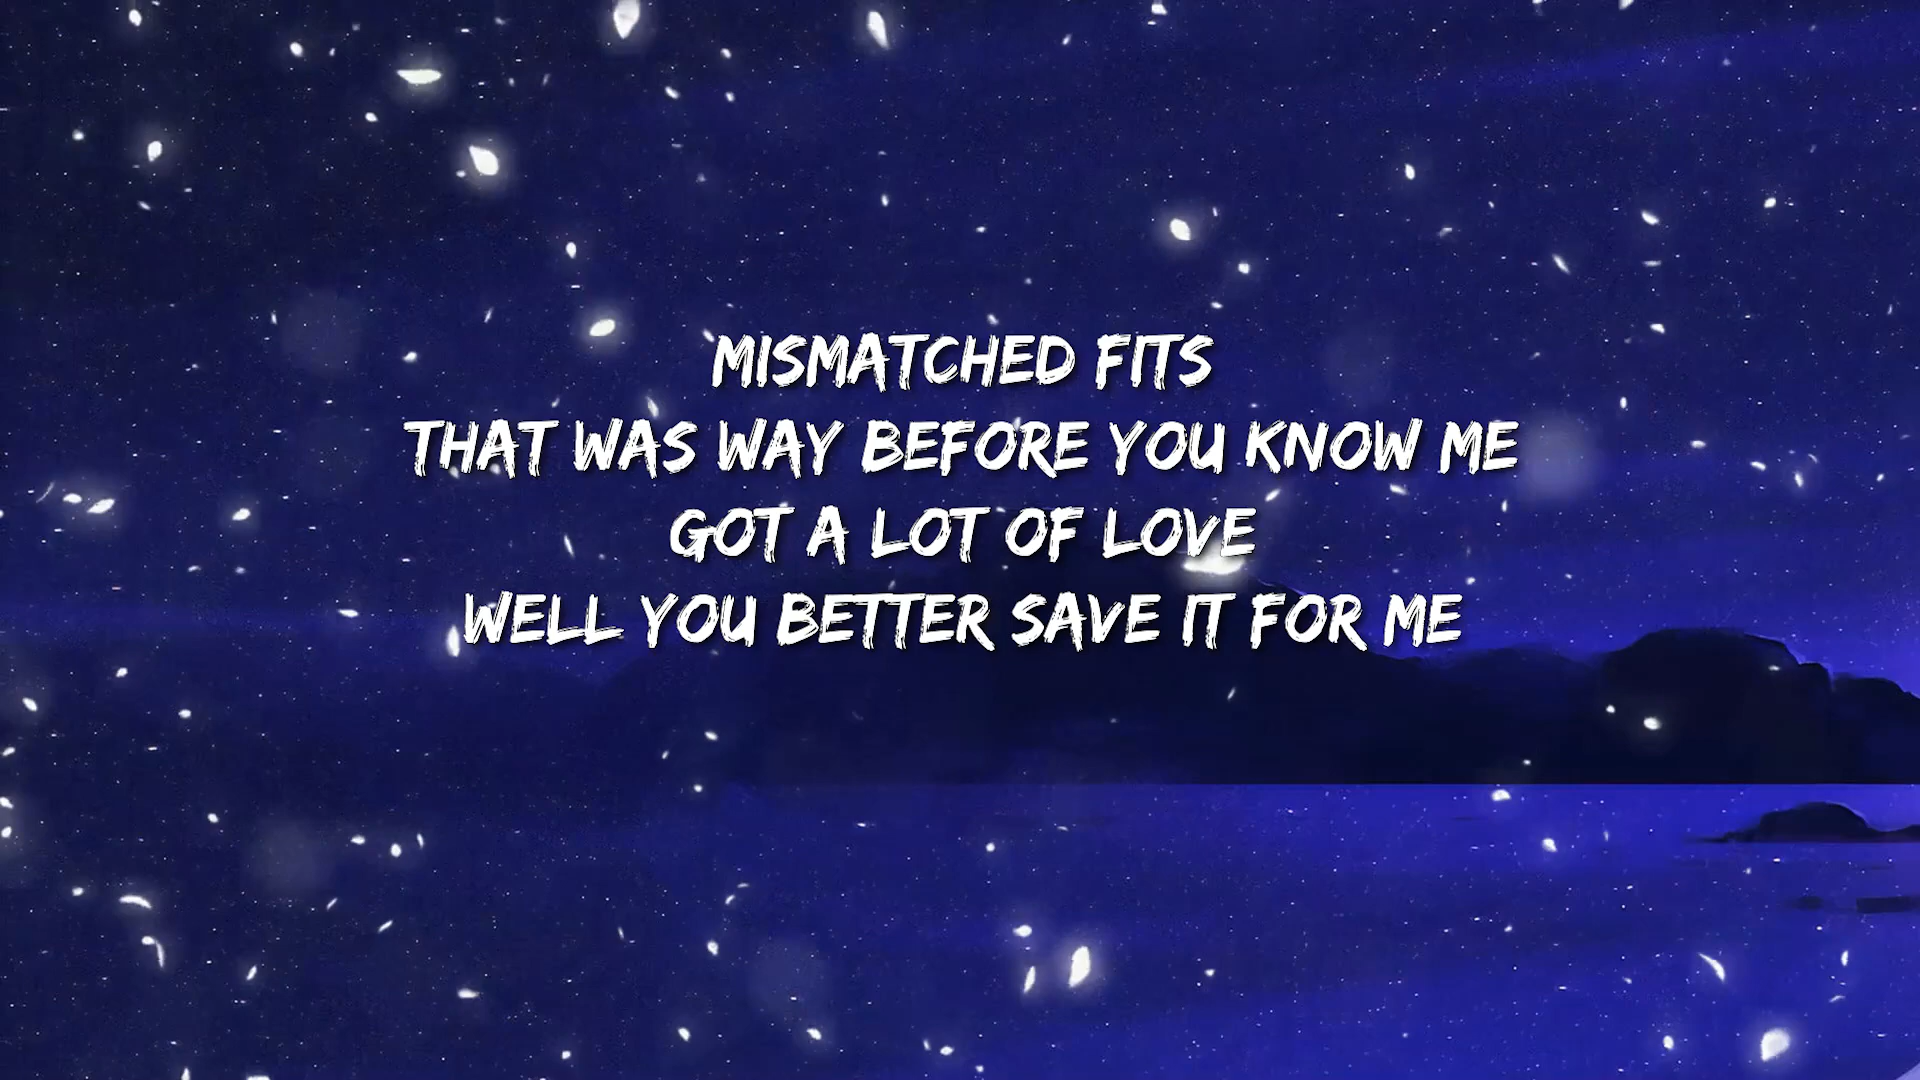 MISMATCHED FITS
THAT WAS WAY BEFORE YOU KNOW ME
GOT A LOT OF LOVE
WELL YOU BETTER SAVE IT FOR ME